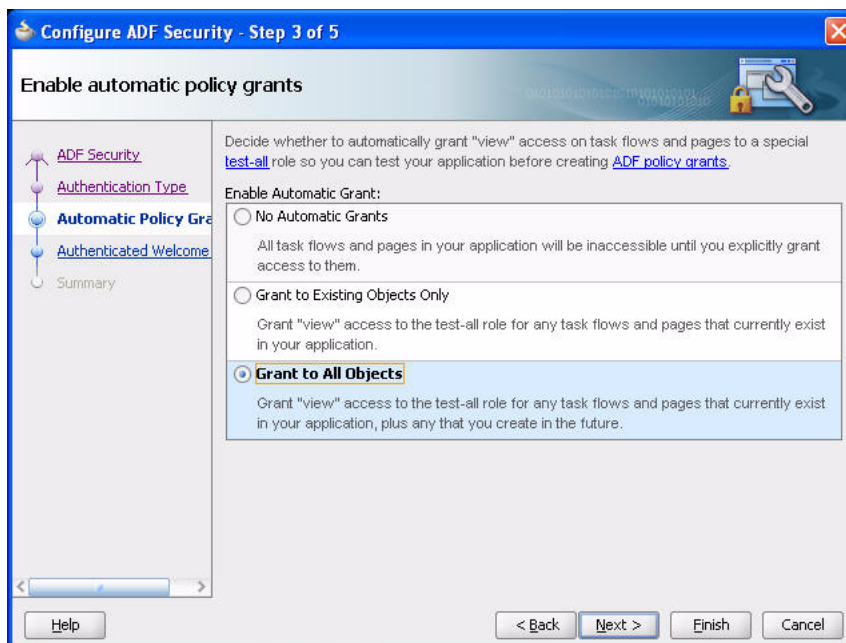 Configure ADF Security - Step 3 of 5
Enable automatic policy grants
ADF Security
Authentication Type
Automatic Policy Gra
Authenticated Welcome
Summary
Decide whether to automatically grant "view" access on task flows and pages to a special
test-all role so you can test your application before creating ADF policy grants.
Enable Automatic Grant:
No Automatic Grants
All task flows and pages in your application will be inaccessible until you explicitly grant
access to them.
Grant to Existing Objects Only
Grant "view" access to the test-all role for any task flows and pages that currently exist
in your application.
Grant to All Objects
Grant "view" access to the test-all role for any task flows and pages that currently exist
in your application, plus any that you create in the future.
Help
< Back
Next >
Finish
Cancel